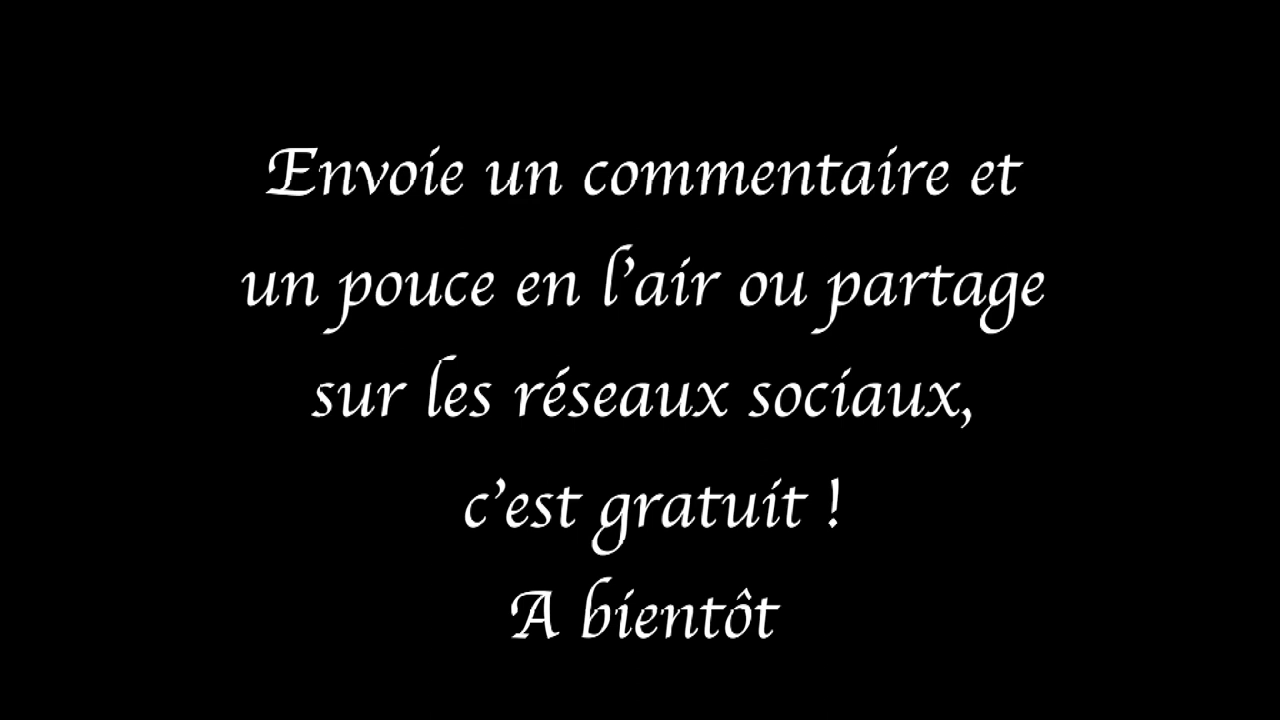 Envoie un commentaire et
un pouce en l'air ou partage
sur les réseaux sociaux,
c'est gratuit !
A bientôt